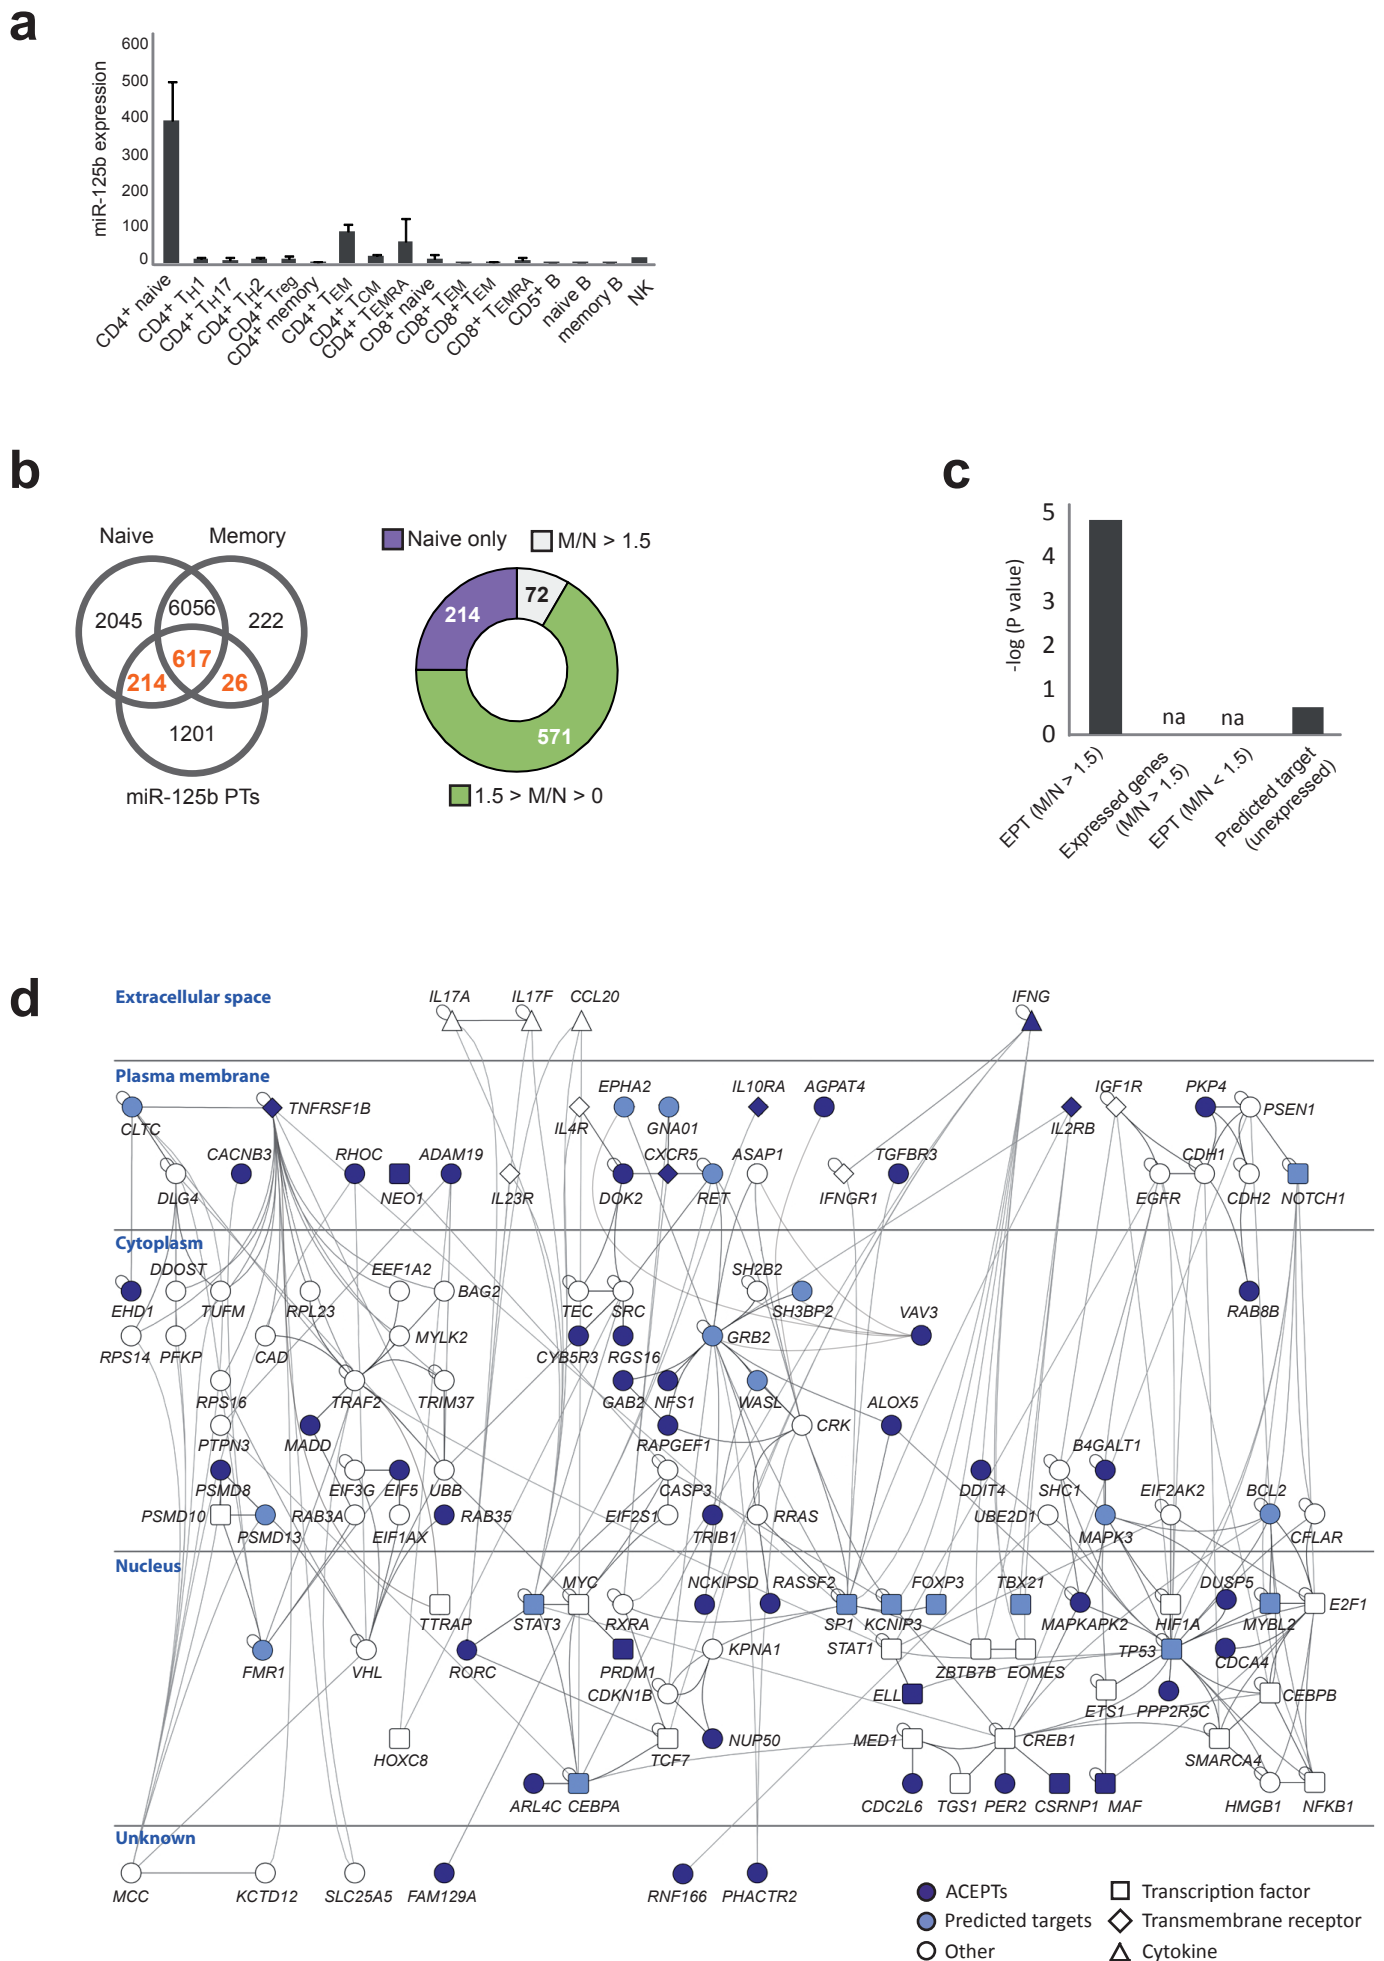 a
miR-125b expression
600
500
400
300
200
100
0
CD4+ naive
CD4+ TH1
CD4+ TH17
CD4+ TH2
CD4+ Treg
CD4+ memory
CD4+ TEM
CD4+ TCM
CD4+ TEMRA
CD8+ naive
CD8+ TEM
CD8+ TEM
CD8+ TEMRA
CD5+ B
naive B
memory B
NK
b
Naive Memory
2045 6056 222
617
214 26
1201
miR-125b PTs
Naive only M/N > 1.5
72
214
571
1.5 > M/N > 0
c
-log (P value)
5
4
3
2
1
0
na na
EPT (M/N > 1.5)
Expressed genes
(M/N > 1.5)
EPT (M/N < 1.5)
Predicted target
(unexpressed)
d
Extracellular space IL17A IL17F CCL20 IFNG
Plasma membrane
EPHA2 IL10RA AGPAT4 IGF1R PKP4
TNFRSF1B PSEN1
CLTC IL4R GNA01 IL2RB
CACNB3 RHOC ADAM19 CXCR5 ASAP1 TGFBR3 CDH1
DLG4 NEO1 IL23R DOK2 RET IFNGR1 EGFR CDH2 NOTCH1
Cytoplasm
DDOST EEF1A2 SH2B2
BAG2
EHD1 TUFM RPL23 TEC SRC SH3BP2 VAV3 RAB8B
MYLK2 GRB2
RPS14 PFKP CAD CYB5R3 RGS16
RPS16 TRAF2 TRIM37 GAB2 NFS1 WASL ALOX5
CRK
PTPN3 MADD RAPGEF1 B4GALT1
PSMD8 EIF3G EIF5 UBB CASP3 DDIT4 SHC1 EIF2AK2 BCL2
PSMD10 RAB3A RAB35 EIF2S1 RRAS UBE2D1
PSMD13 EIF1AX TRIB1 MAPK3 CFLAR
Nucleus
MYC NCKIPSD RASSF2 FOXP3 TBX21 DUSP5
E2F1
TTRAP STAT3 RXRA SP1 KCNIP3 MAPKAPK2 HIF1A MYBL2
KPNA1 STAT1 TP53
FMR1 VHL RORC PRDM1 ZBTB7B EOMES CDCA4
CDKN1B ELL CEBPB
ETS1 PPP2R5C
NUP50 MED1 CREB1
HOXC8 TCF7 SMARCA4
ARL4C CEBPA CDC2L6 TGS1 PER2 CSRNP1 MAF HMGB1 NFKB1
Unknown
MCC KCTD12 SLC25A5 FAM129A RNF166 PHACTR2
ACEPTs Transcription factor
Predicted targets Transmembrane receptor
Other Cytokine